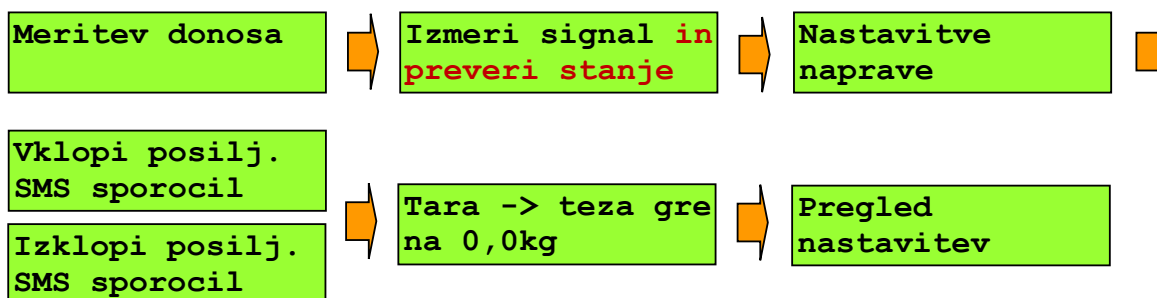 Meritev donosa
Izmeri signal in
preveri stanje
Nastavitve
naprave
Vklopi posilj.
SMS sporocil
Izklopi posilj.
SMS sporocil
Tara -> teza gre
na 0,0kg
Pregled
nastavitev